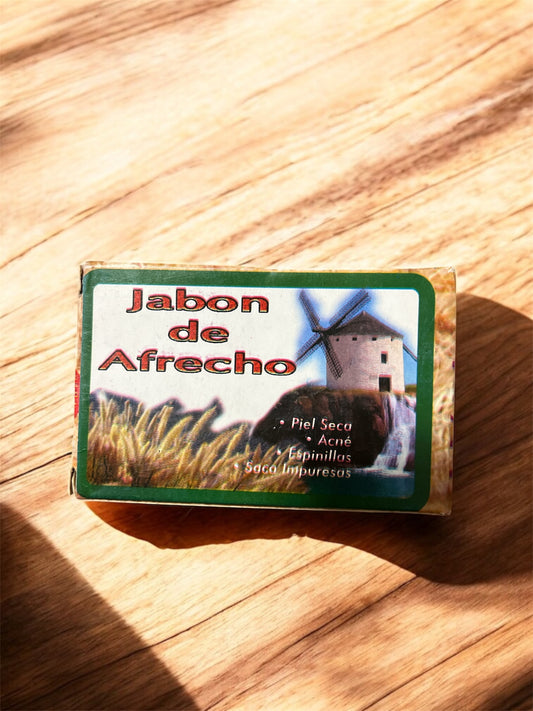 Jabon
de
Afrecho
• Piel Seca
• Acné
• Espinillas
• Saca Impuresas